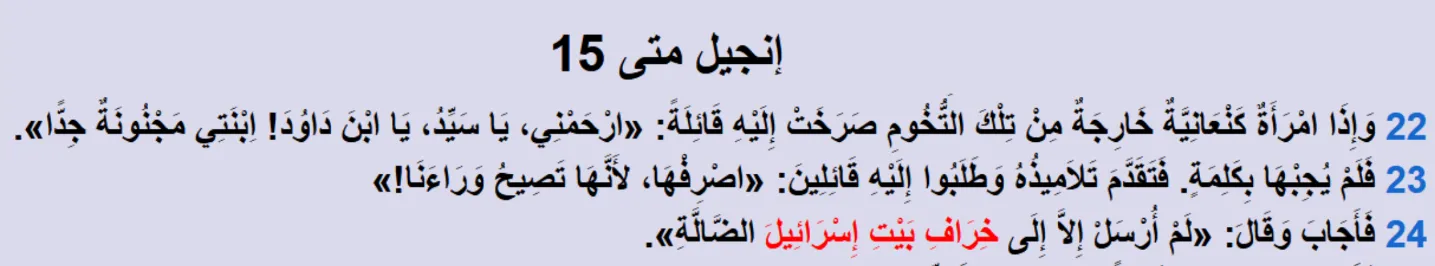 إنجيل متى 15
22 وَإِذَا امْرَأَةٌ كَنْعَانِيَّةٌ خَارِجَةٌ مِنْ تِلْكَ التُّخُومِ صَرَخَتْ إِلَيْهِ قَائِلَةً: «ارْحَمْنِي، يَا سَيِّدُ، يَا ابْنَ دَاوُدَ! اِبْنَتِي مَجْنُونَةٌ جِدًّا».
23 فَلَمْ يُجِبْهَا بِكَلِمَةٍ. فَتَقَدَّمَ تَلاَمِيذُهُ وَطَلَبُوا إِلَيْهِ قَائِلِينَ: «اصْرِفْهَا، لأَنَّهَا تَصِيحُ وَرَاءَنَا!»
24 فَأَجَابَ وَقَالَ: «لَمْ أُرْسَلْ إِلاَّ إِلَى خِرَافِ بَيْتِ إِسْرَائِيلَ الضَّالَّةِ».